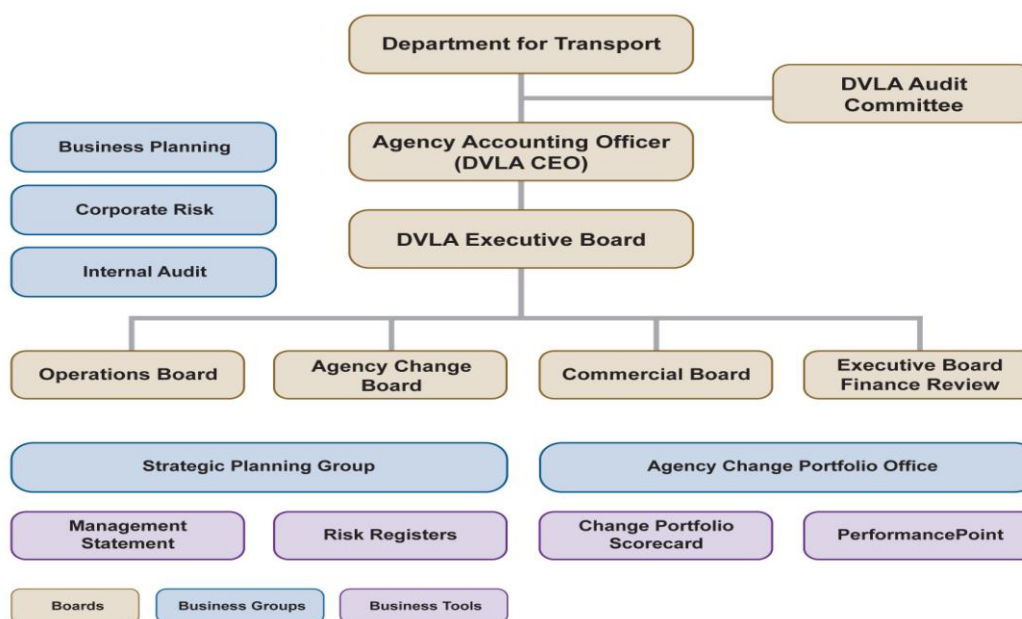 Department for Transport
DVLA Audit
Committee
Agency Accounting Officer
(DVLA CEO)
Business Planning
Corporate Risk
DVLA Executive Board
Internal Audit
Operations Board
Agency Change
Board
Commercial Board
Executive Board
Finance Review
Strategic Planning Group
Agency Change Portfolio Office
Management
Statement
Risk Registers
Change Portfolio
Scorecard
PerformancePoint
Boards
Business Groups
Business Tools